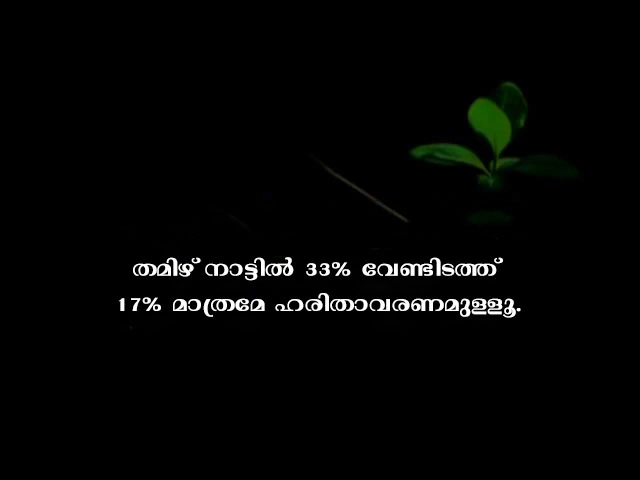 തമിഴ് നാട്ടിൽ 33% വേണ്ടിടത്ത്
17% മാത്രമേ ഹരിതാവരണമുള്ളൂ.